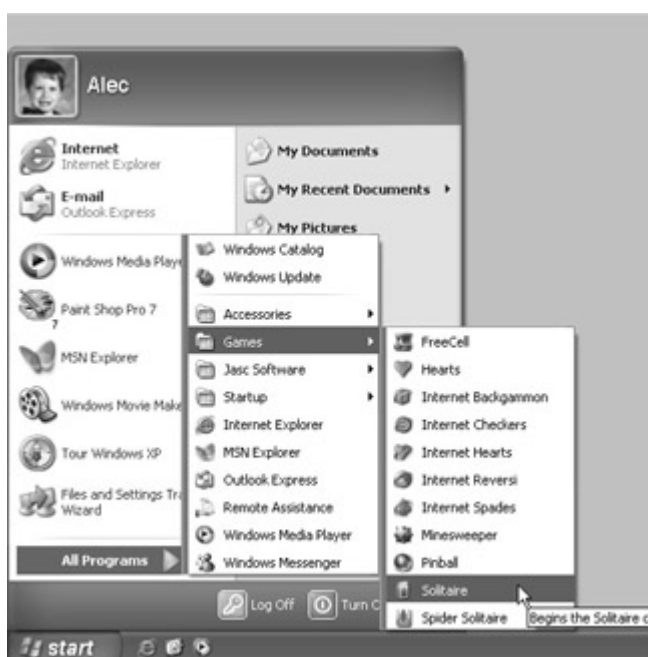 Alec
Internet
Internet Explorer
E-mail
Outlook Express
Windows Media Playe
Paint Shop Pro 7
7
MSN Explorer
Windows Movie Make
Tour Windows XP
Files and Settings Tra
Wizard
All Programs
My Documents
My Recent Documents
My Pictures
Windows Catalog
Windows Update
Accessories
Games
Jasc Software
Startup
Internet Explorer
MSN Explorer
Outlook Express
Remote Assistance
Windows Media Player
Windows Messenger
FreeCell
Hearts
Internet Backgammon
Internet Checkers
Internet Hearts
Internet Reversi
Internet Spades
Minesweeper
Pinball
Solitaire
Spider Solitaire
Begins the Solitaire c
Log Off
Turn C
start